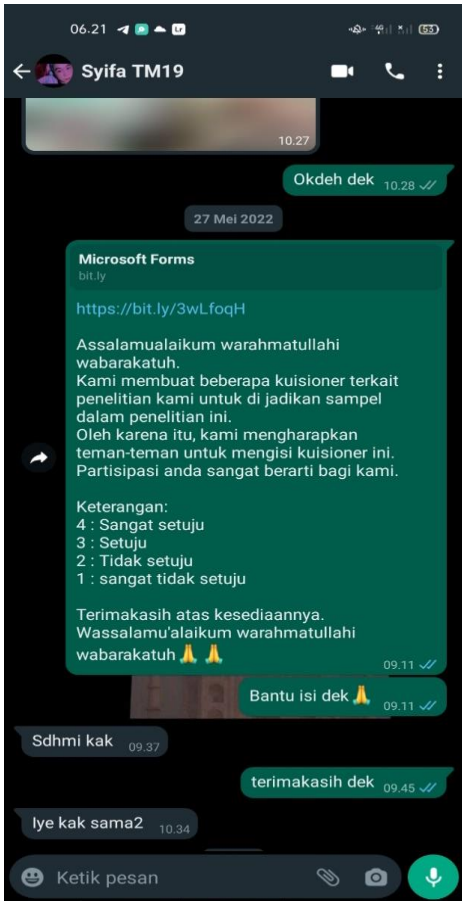 06.21
53
Syifa TM19
10.27
Okdeh dek 10.28
27 Mei 2022
Microsoft Forms
bit.ly
https://bit.ly/3wLfoqH
Assalamualaikum warahmatullahi
wabarakatuh.
Kami membuat beberapa kuisioner terkait
penelitian kami untuk di jadikan sampel
dalam penelitian ini.
Oleh karena itu, kami mengharapkan
teman-teman untuk mengisi kuisioner ini.
Partisipasi anda sangat berarti bagi kami.
Keterangan:
4 : Sangat setuju
3 : Setuju
2 : Tidak setuju
1 : sangat tidak setuju
Terimakasih atas kesediaannya.
Wassalamu'alaikum warahmatullahi
wabarakatuh 🙏 🙏
09.11
Bantu isi dek 🙏 09.11
Sdhmi kak 09.37
terimakasih dek 09.45
Iye kak sama2 10.34
Ketik pesan